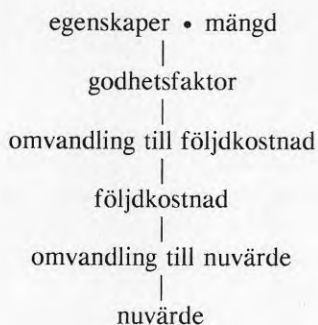 egenskaper • mängd
godhetsfaktor
omvandling till följdkostnad
följdkostnad
omvandling till nuvärde
nuvärde